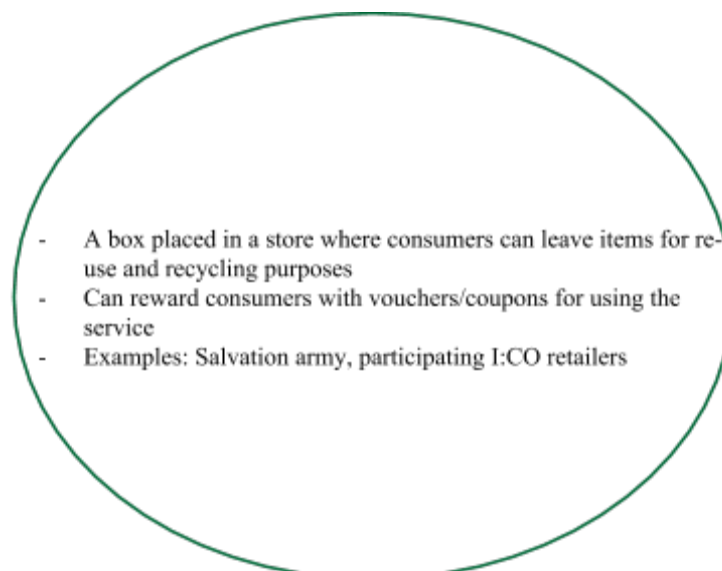 - A box placed in a store where consumers can leave items for re-
use and recycling purposes
- Can reward consumers with vouchers/coupons for using the
service
- Examples: Salvation army, participating I:CO retailers